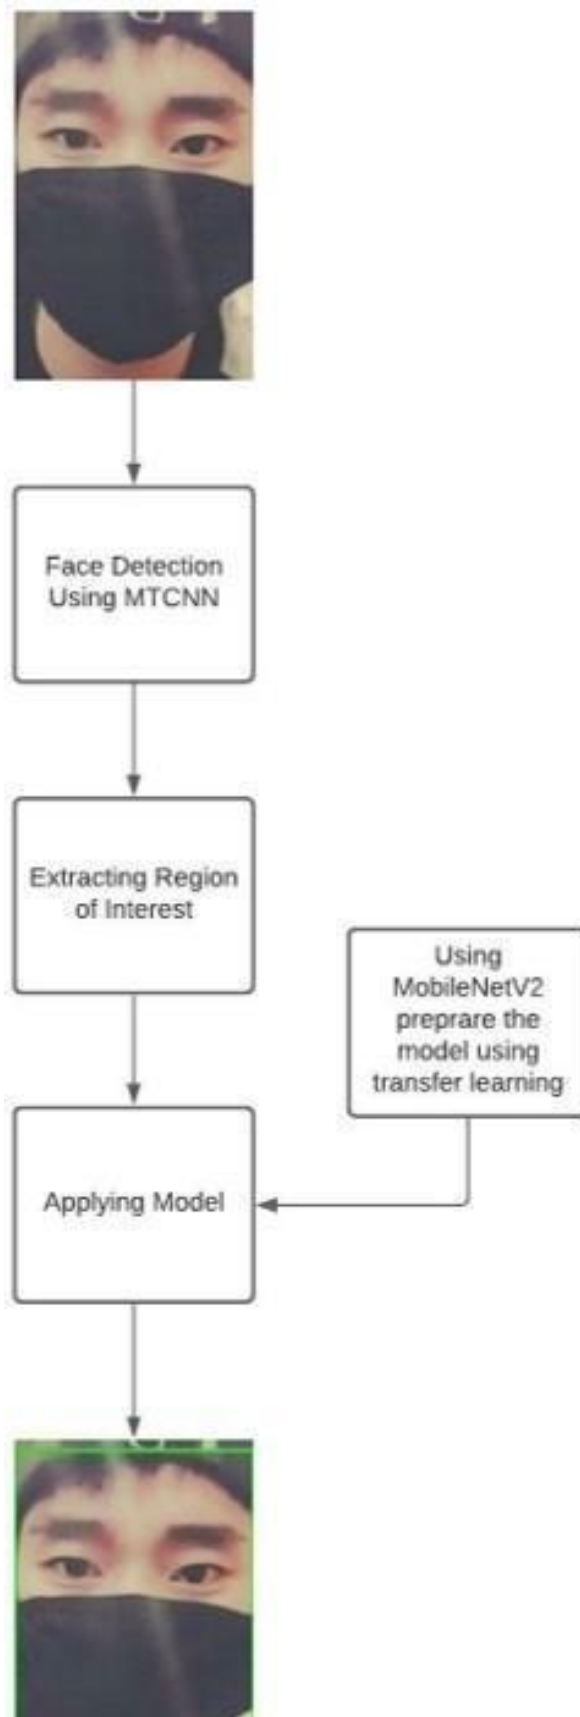 Face Detection
Using MTCNN
Extracting Region
of Interest
Using
MobileNetV2
preprare the
model using
transfer learning
Applying Model